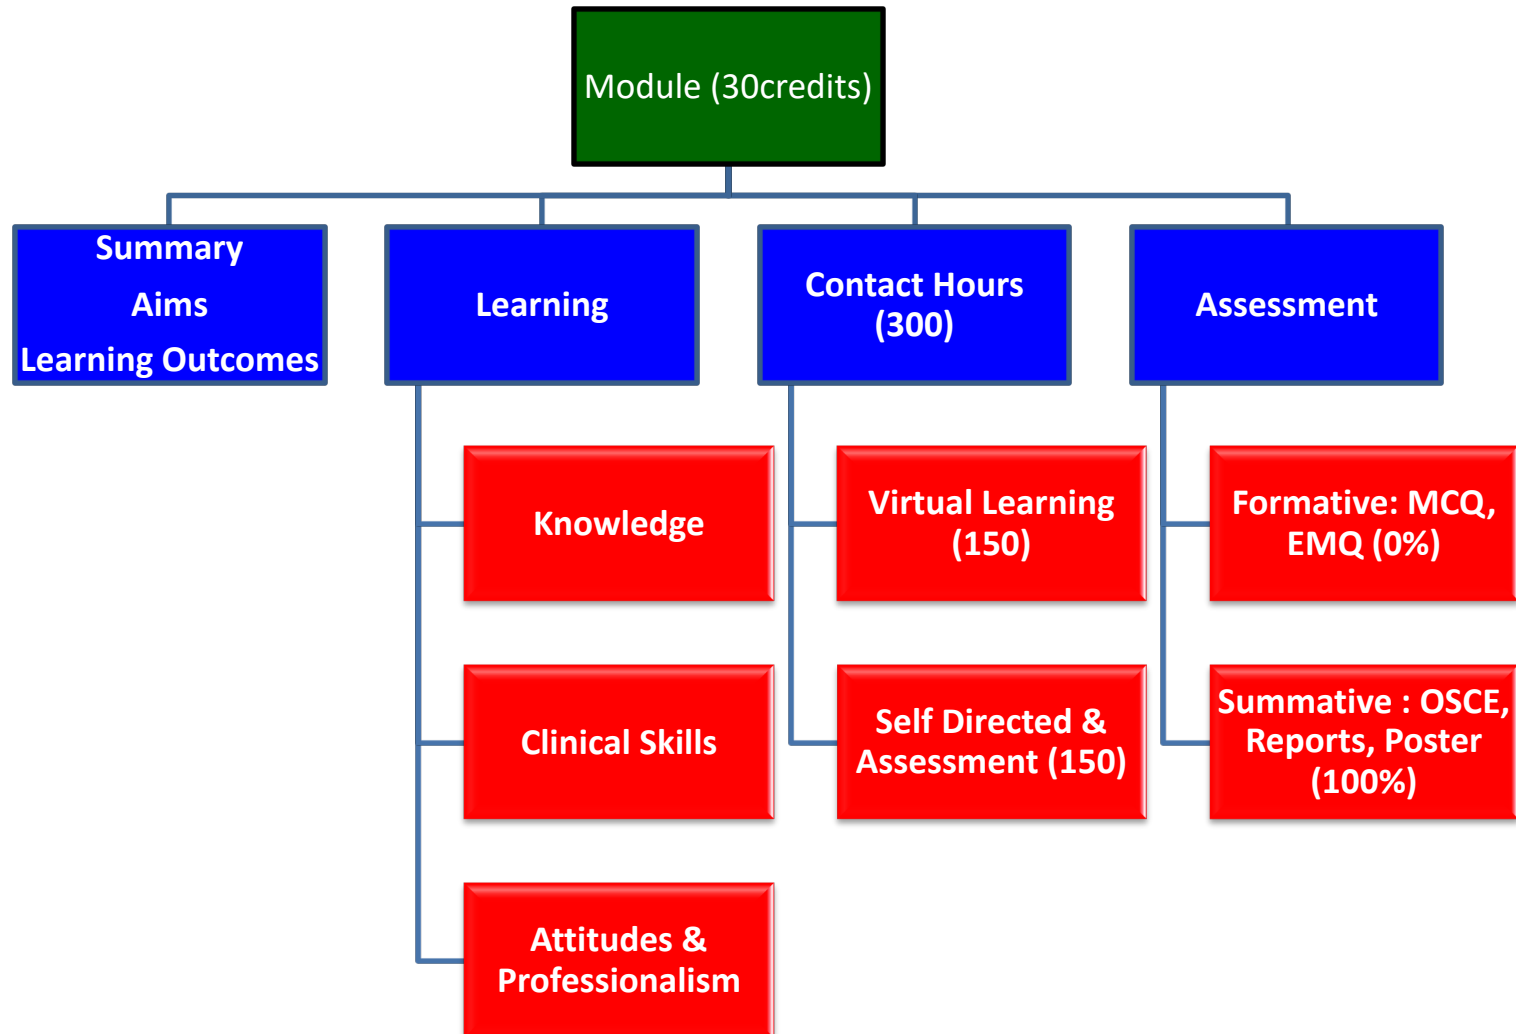 Module (30credits)
Summary
Aims
Learning Outcomes
Learning
Contact Hours
(300)
Assessment
Knowledge
Clinical Skills
Attitudes &
Professionalism
Virtual Learning
(150)
Self Directed &
Assessment (150)
Formative: MCQ,
EMQ (0%)
Summative : OSCE,
Reports, Poster
(100%)